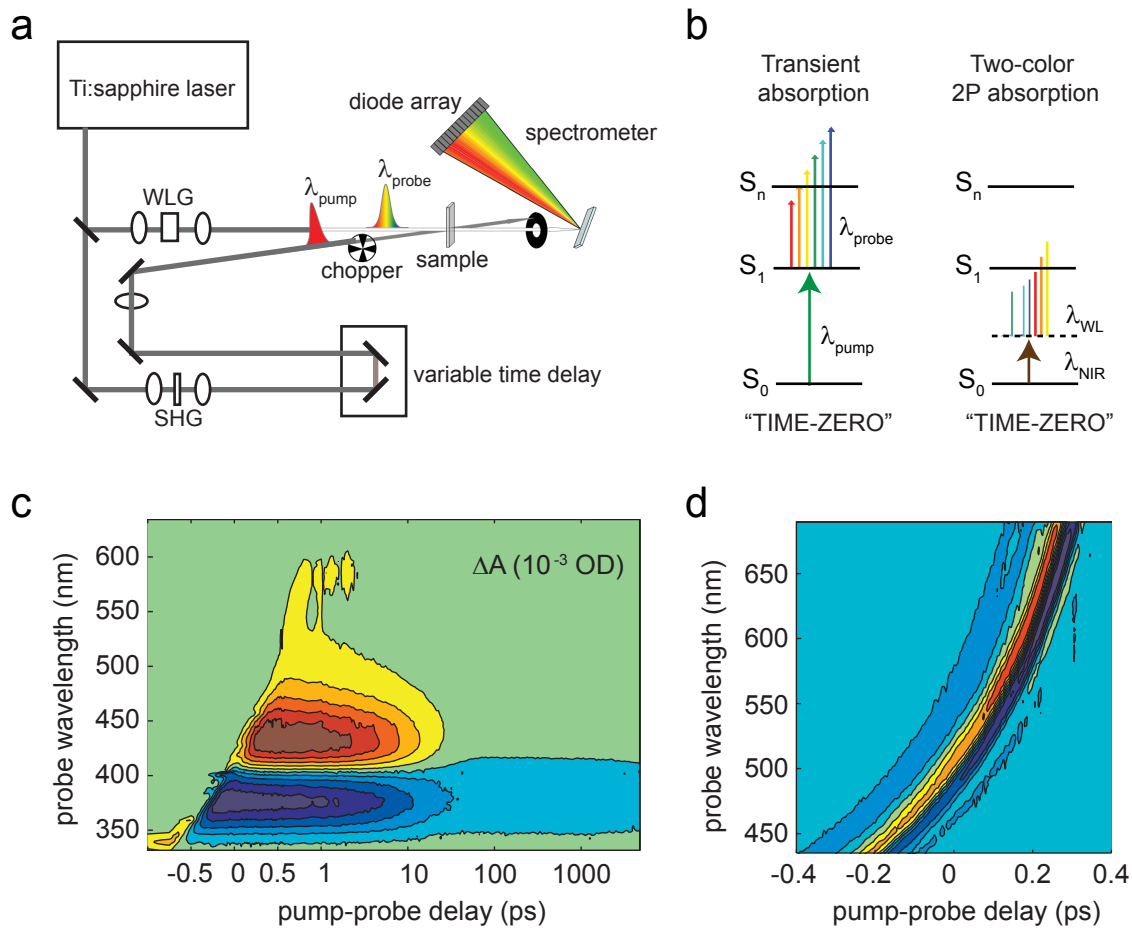 a
Ti:sapphire laser
diode array
spectrometer
WLG
λpump
λprobe
chopper
sample
variable time delay
SHG
b
Transient
absorption
Two-color
2P absorption
Sn
λprobe
S1
λpump
S0
"TIME-ZERO"
Sn
S1
λWL
λNIR
S0
"TIME-ZERO"
c
ΔA (10⁻³ OD)
probe wavelength (nm)
600
550
500
450
400
350
-0.5 0 0.5 1 10 100 1000
pump-probe delay (ps)
d
probe wavelength (nm)
650
600
550
500
450
-0.4 -0.2 0 0.2 0.4
pump-probe delay (ps)